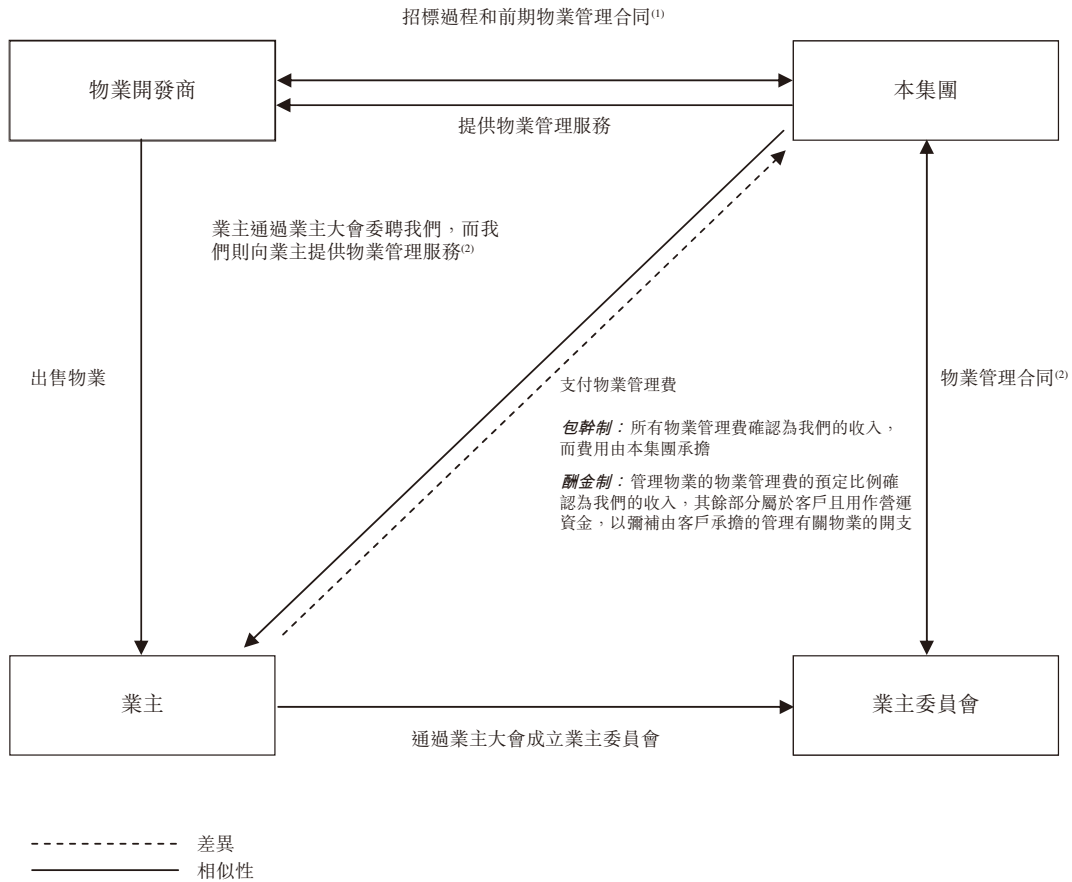 招標過程和前期物業管理合同(1)
物業開發商
本集團
提供物業管理服務
業主通過業主大會委聘我們，而我
們則向業主提供物業管理服務(2)
出售物業
支付物業管理費
物業管理合同(2)
包幹制：所有物業管理費確認為我們的收入，
而費用由本集團承擔
酬金制：管理物業的物業管理費的預定比例確
認為我們的收入，其餘部分屬於客戶且用作營運
資金，以彌補由客戶承擔的管理有關物業的開支
業主
業主委員會
通過業主大會成立業主委員會
差異
相似性